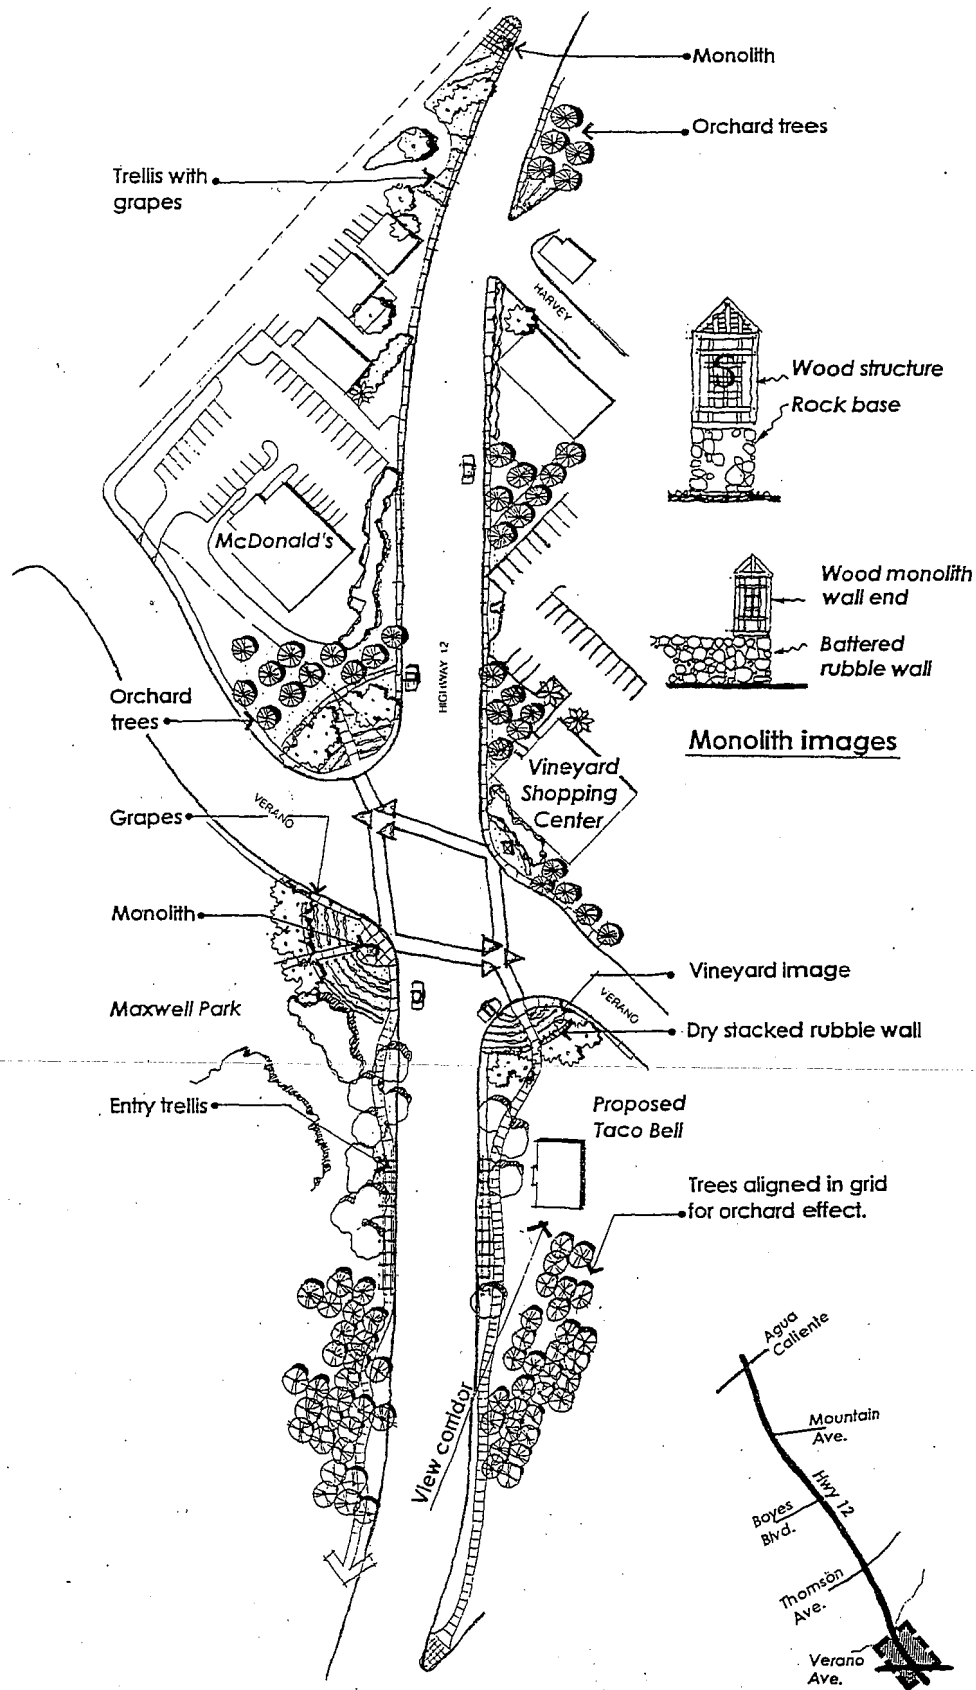 Monolith
Orchard trees
Trellis with
grapes
HARVEY
S
Wood structure
Rock base
McDonald's
Wood monolith
wall end
Battered
rubble wall
HIGHWAY 12
Orchard
trees
Monolith images
Vineyard
Shopping
Center
VERANO
Grapes
Monolith
Vineyard image
VERANO
Maxwell Park
Dry stacked rubble wall
Entry trellis
Proposed
Taco Bell
Trees aligned in grid
for orchard effect.
View corridor
Agua
Caliente
Mountain
Ave.
Hwy 12
Boyes
Blvd.
Thomson
Ave.
Verano
Ave.